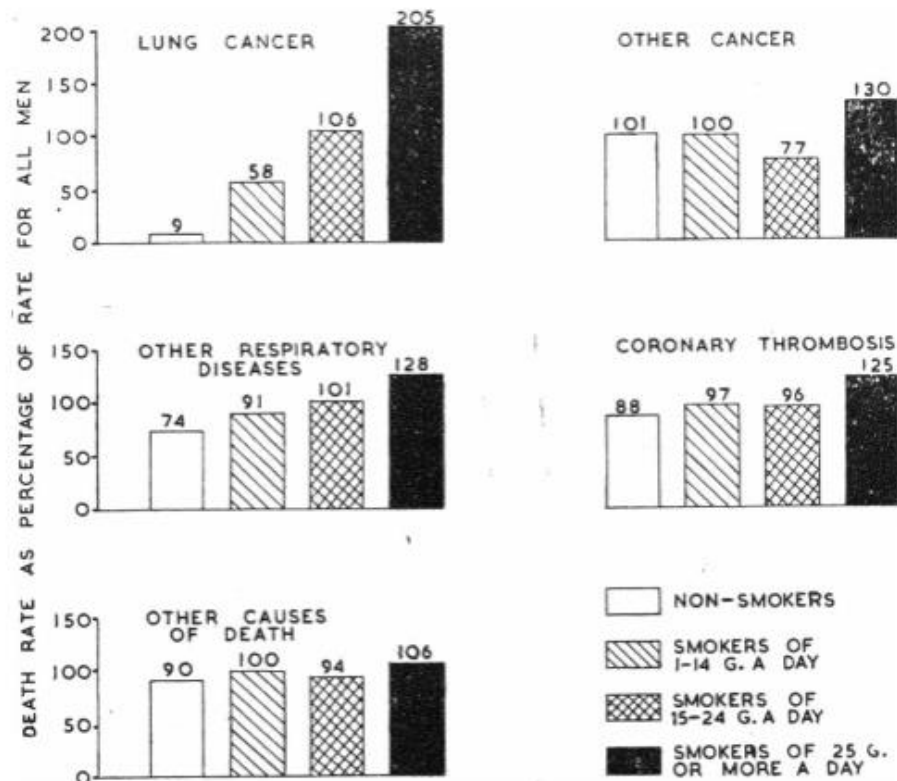 DEATH RATE AS PERCENTAGE OF RATE FOR ALL MEN
LUNG CANCER
200
150
100
50
0
9
58
106
205
OTHER CANCER
101
100
77
130
OTHER RESPIRATORY
DISEASES
150
100
50
0
74
91
101
128
CORONARY THROMBOSIS
88
97
96
125
OTHER CAUSES
OF DEATH
150
100
50
0
90
100
94
106
NON-SMOKERS
SMOKERS OF
1-14 G. A DAY
SMOKERS OF
15-24 G. A DAY
SMOKERS OF 25 G.
OR MORE A DAY